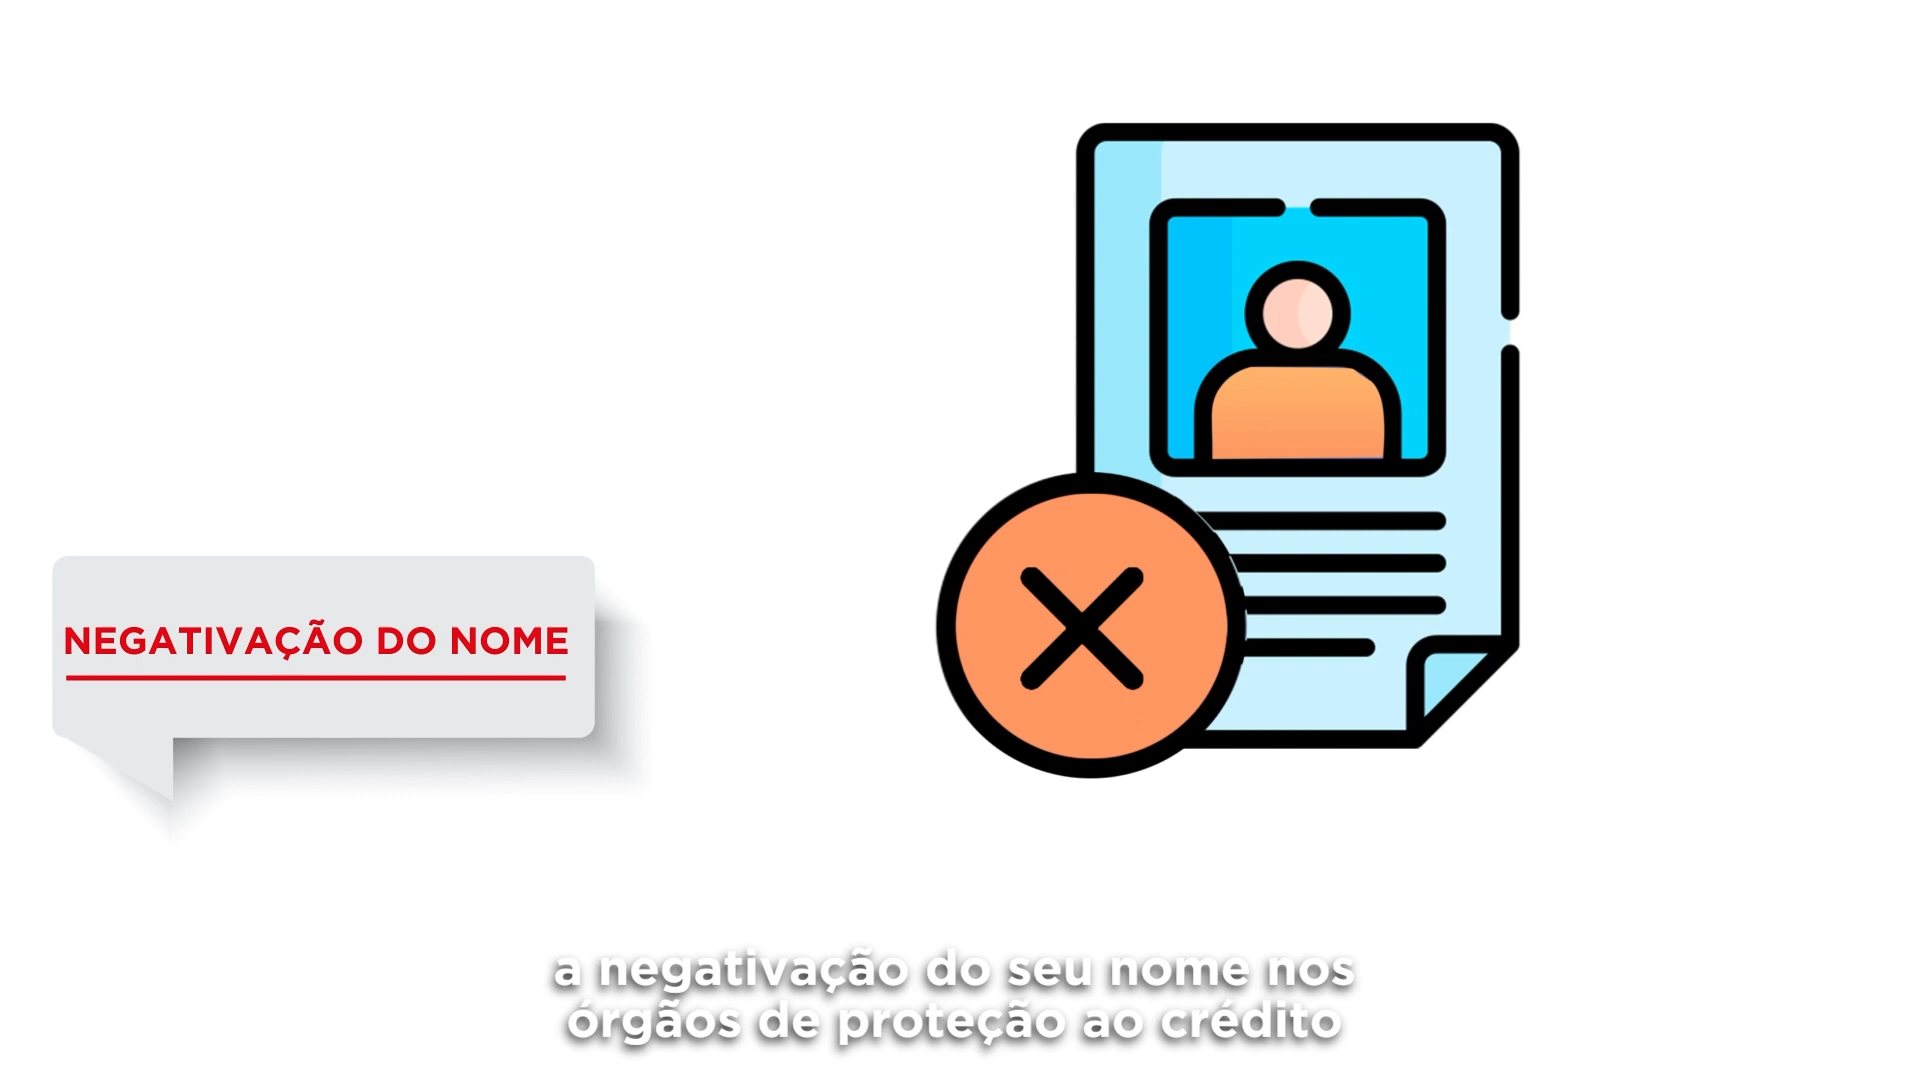 NEGATIVAÇÃO DO NOME
a negativação do seu nome nos
órgãos de proteção ao crédito